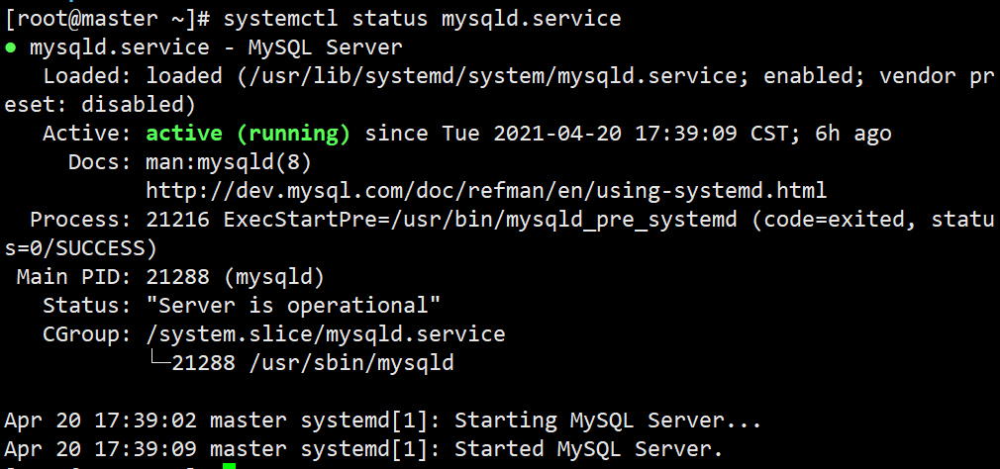 [root@master ~]# systemctl status mysqld.service
● mysqld.service - MySQL Server
   Loaded: loaded (/usr/lib/systemd/system/mysqld.service; enabled; vendor pr
eset: disabled)
   Active: active (running) since Tue 2021-04-20 17:39:09 CST; 6h ago
     Docs: man:mysqld(8)
           http://dev.mysql.com/doc/refman/en/using-systemd.html
  Process: 21216 ExecStartPre=/usr/bin/mysqld_pre_systemd (code=exited, statu
s=0/SUCCESS)
 Main PID: 21288 (mysqld)
   Status: "Server is operational"
   CGroup: /system.slice/mysqld.service
           └─21288 /usr/sbin/mysqld

Apr 20 17:39:02 master systemd[1]: Starting MySQL Server...
Apr 20 17:39:09 master systemd[1]: Started MySQL Server.